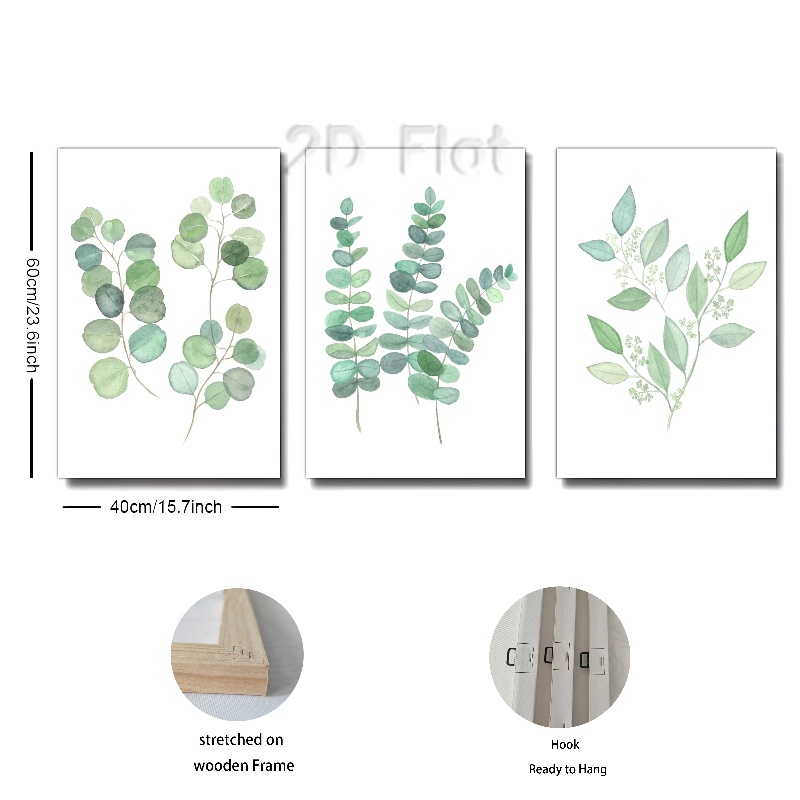 2D Flat
60cm/23.6inch
40cm/15.7inch
stretched on
wooden Frame
Hook
Ready to Hang